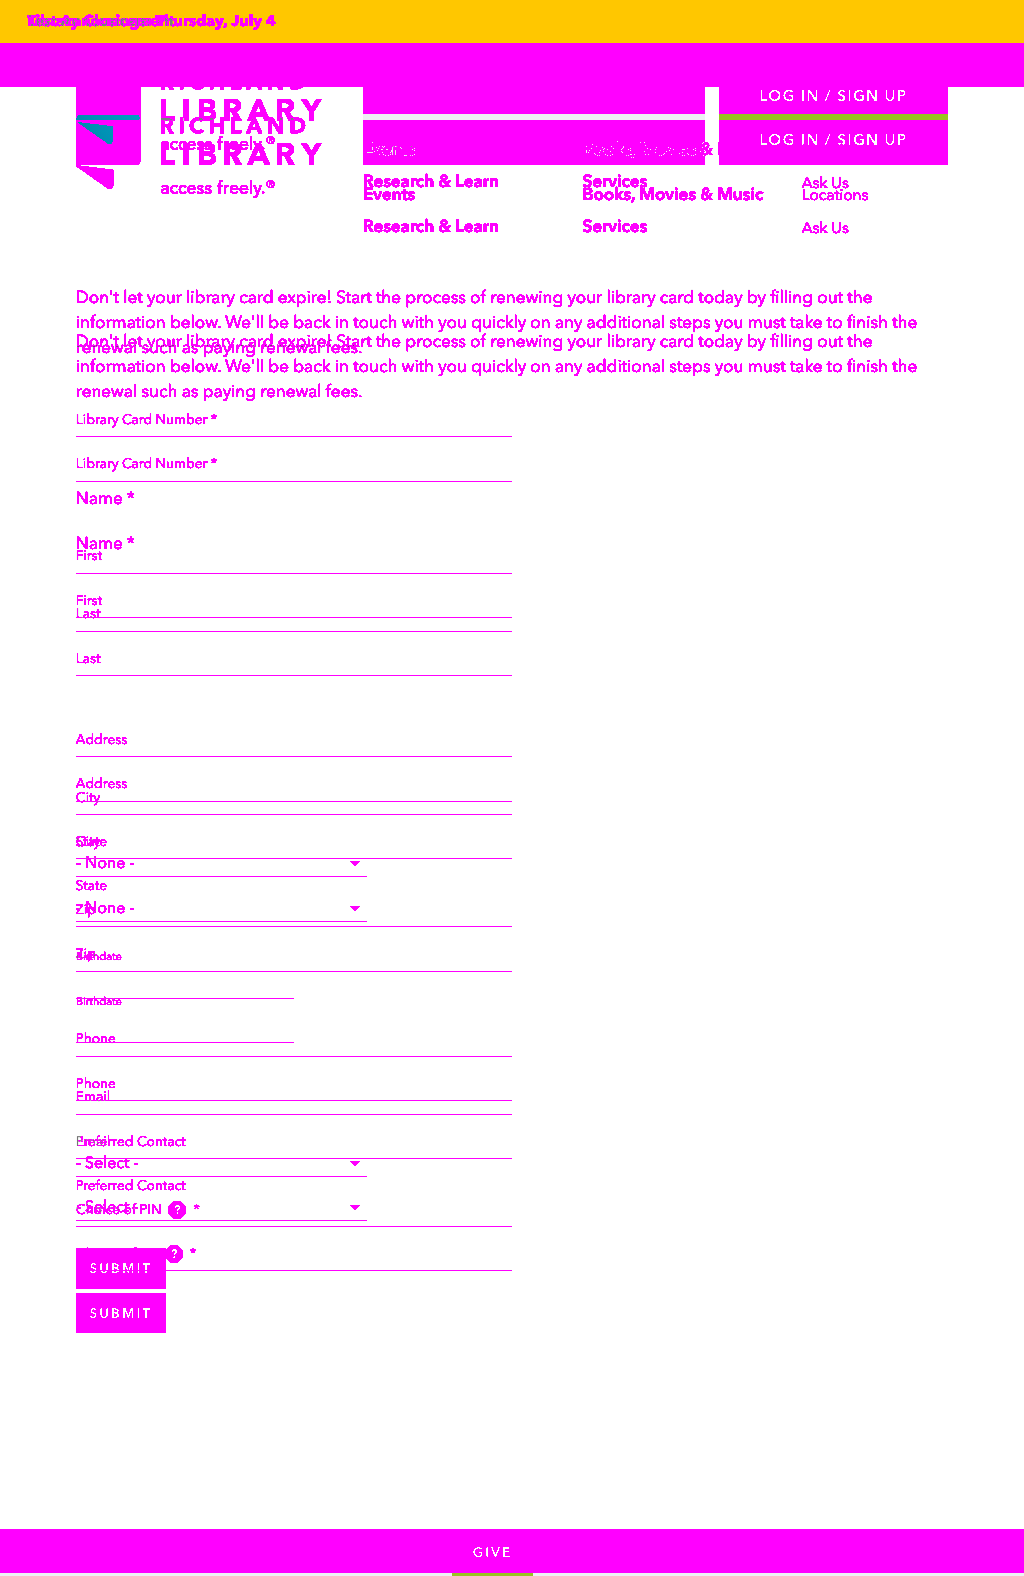 Library Closing on Thursday, July 4
RICHLAND
LIBRARY
access freely.®
LOG IN / SIGN UP
RICHLAND
LIBRARY
access freely.®
LOG IN / SIGN UP
Research & Learn
Services
Ask Us
Events
Books, Movies & Music
Locations
Research & Learn
Services
Ask Us
Don't let your library card expire! Start the process of renewing your library card today by filling out the
information below. We'll be back in touch with you quickly on any additional steps you must take to finish the
renewal such as paying renewal fees.
Don't let your library card expire! Start the process of renewing your library card today by filling out the
information below. We'll be back in touch with you quickly on any additional steps you must take to finish the
renewal such as paying renewal fees.
Library Card Number *
Library Card Number *
Name *
Name *
First
First
Last
Last
Address
Address
City
City
State
- None -
State
- None -
Zip
Zip
Birthdate
Birthdate
Phone
Phone
Email
Email
Preferred Contact
- Select -
Preferred Contact
- Select -
Choice of PIN ? *
? *
SUBMIT
SUBMIT
GIVE